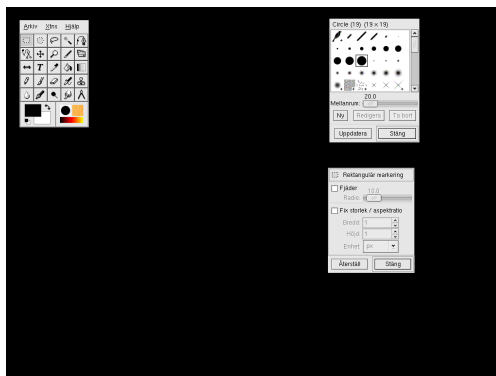 Arkiv Xtns Hjälp
Circle (19) (19 x 19)
20.0
Mellanrum:
Ny Redigera Ta bort
Uppdatera Stäng
Rektangulär markering
Fjäder
10.0
Radie:
Fix storlek / aspektratio
Bredd: 1
Höjd: 1
Enhet: px
Återställ Stäng